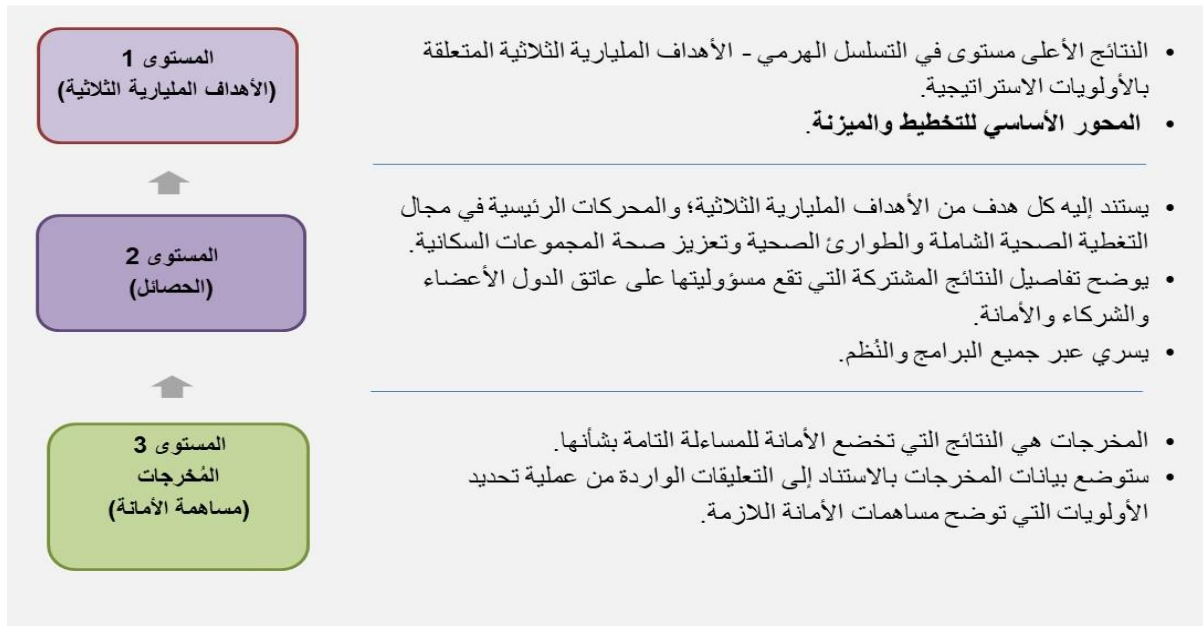 المستوى 1
(الأهداف المليارية الثلاثية)
• النتائج الأعلى مستوى في التسلسل الهرمي - الأهداف المليارية الثلاثية المتعلقة
بالأولويات الاستراتيجية.
• المحور الأساسي للتخطيط والميزنة.
المستوى 2
(الحصائل)
• يستند إليه كل هدف من الأهداف المليارية الثلاثية؛ والمحركات الرئيسية في مجال
التغطية الصحية الشاملة والطوارئ الصحية وتعزيز صحة المجموعات السكانية.
• يوضح تفاصيل النتائج المشتركة التي تقع مسؤوليتها على عاتق الدول الأعضاء
والشركاء والأمانة.
• يسري عبر جميع البرامج والنُظم.
المستوى 3
المُخرجات
(مساهمة الأمانة)
• المخرجات هي النتائج التي تخضع الأمانة للمساءلة التامة بشأنها.
• ستوضع بيانات المخرجات بالاستناد إلى التعليقات الواردة من عملية تحديد
الأولويات التي توضح مساهمات الأمانة اللازمة.